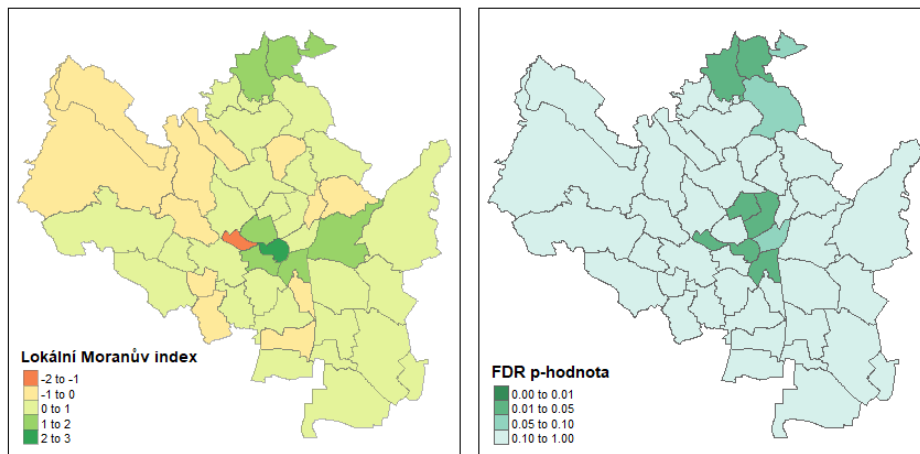 Lokální Moranův index
-2 to -1
-1 to 0
0 to 1
1 to 2
2 to 3
FDR p-hodnota
0.00 to 0.01
0.01 to 0.05
0.05 to 0.10
0.10 to 1.00